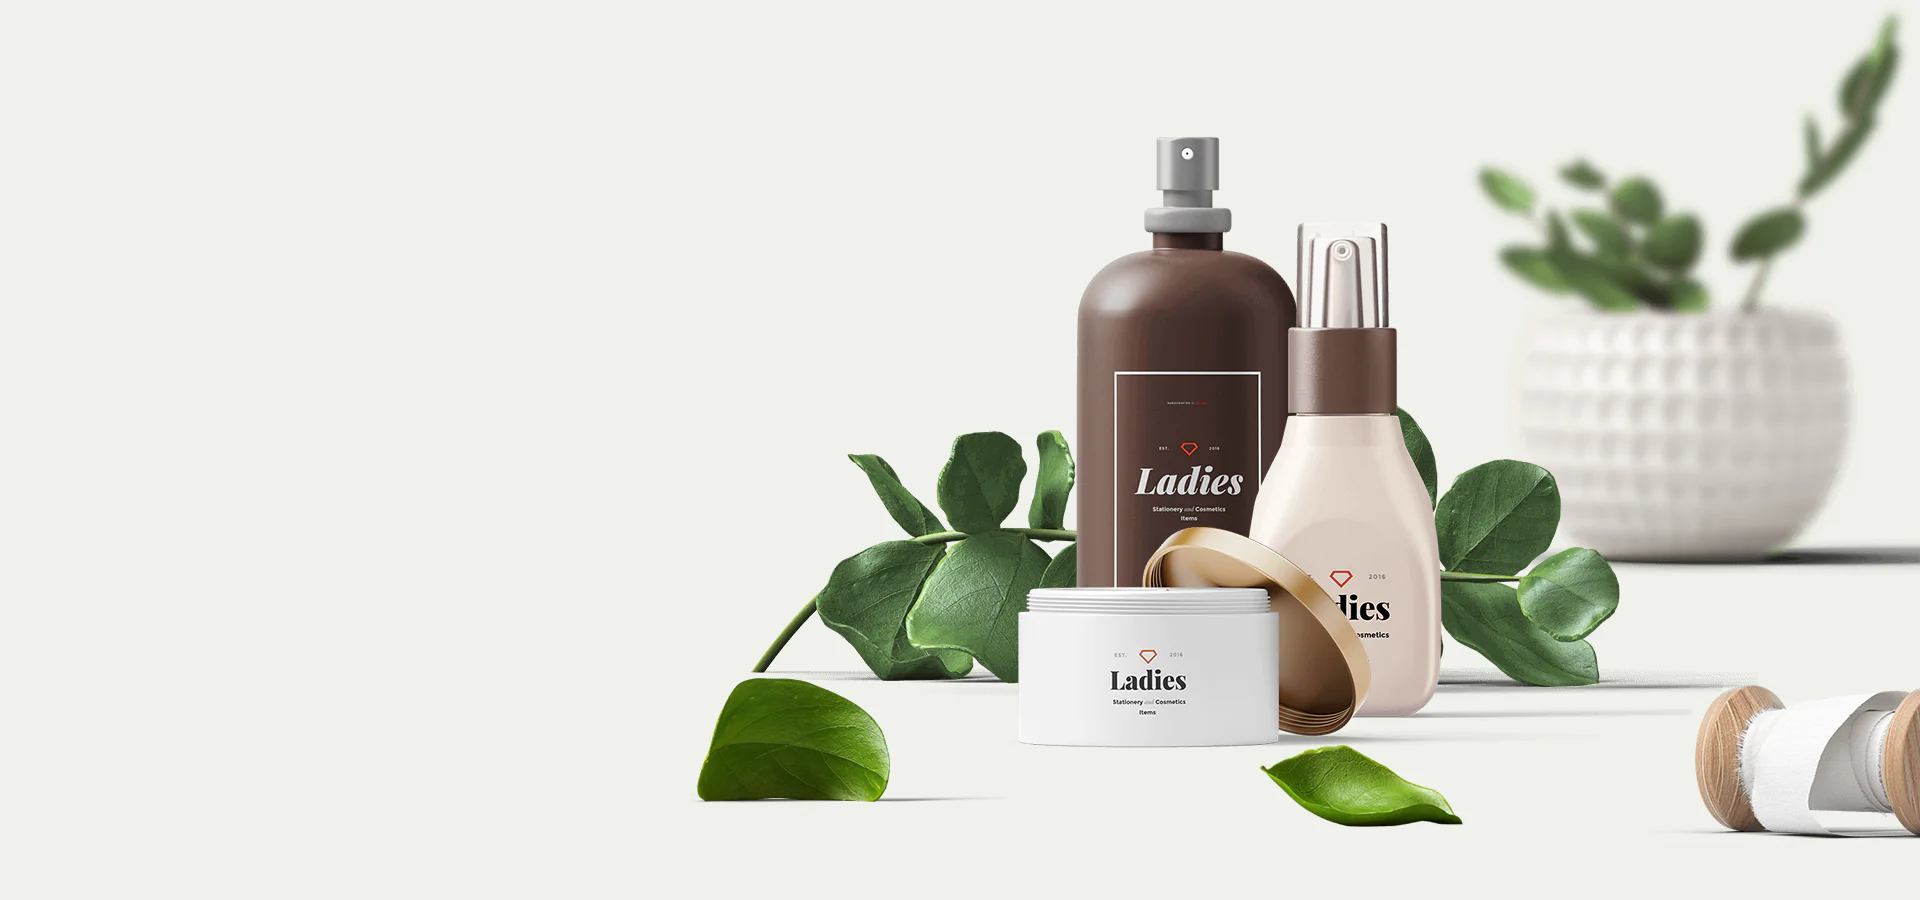 EST. 2016
Ladies
Stationery and Cosmetics
Items
2016
dies
osmetics
EST. 2016
Ladies
Stationery and Cosmetics
Items